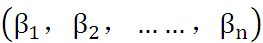 (β₁， β₂， … …， βₙ)